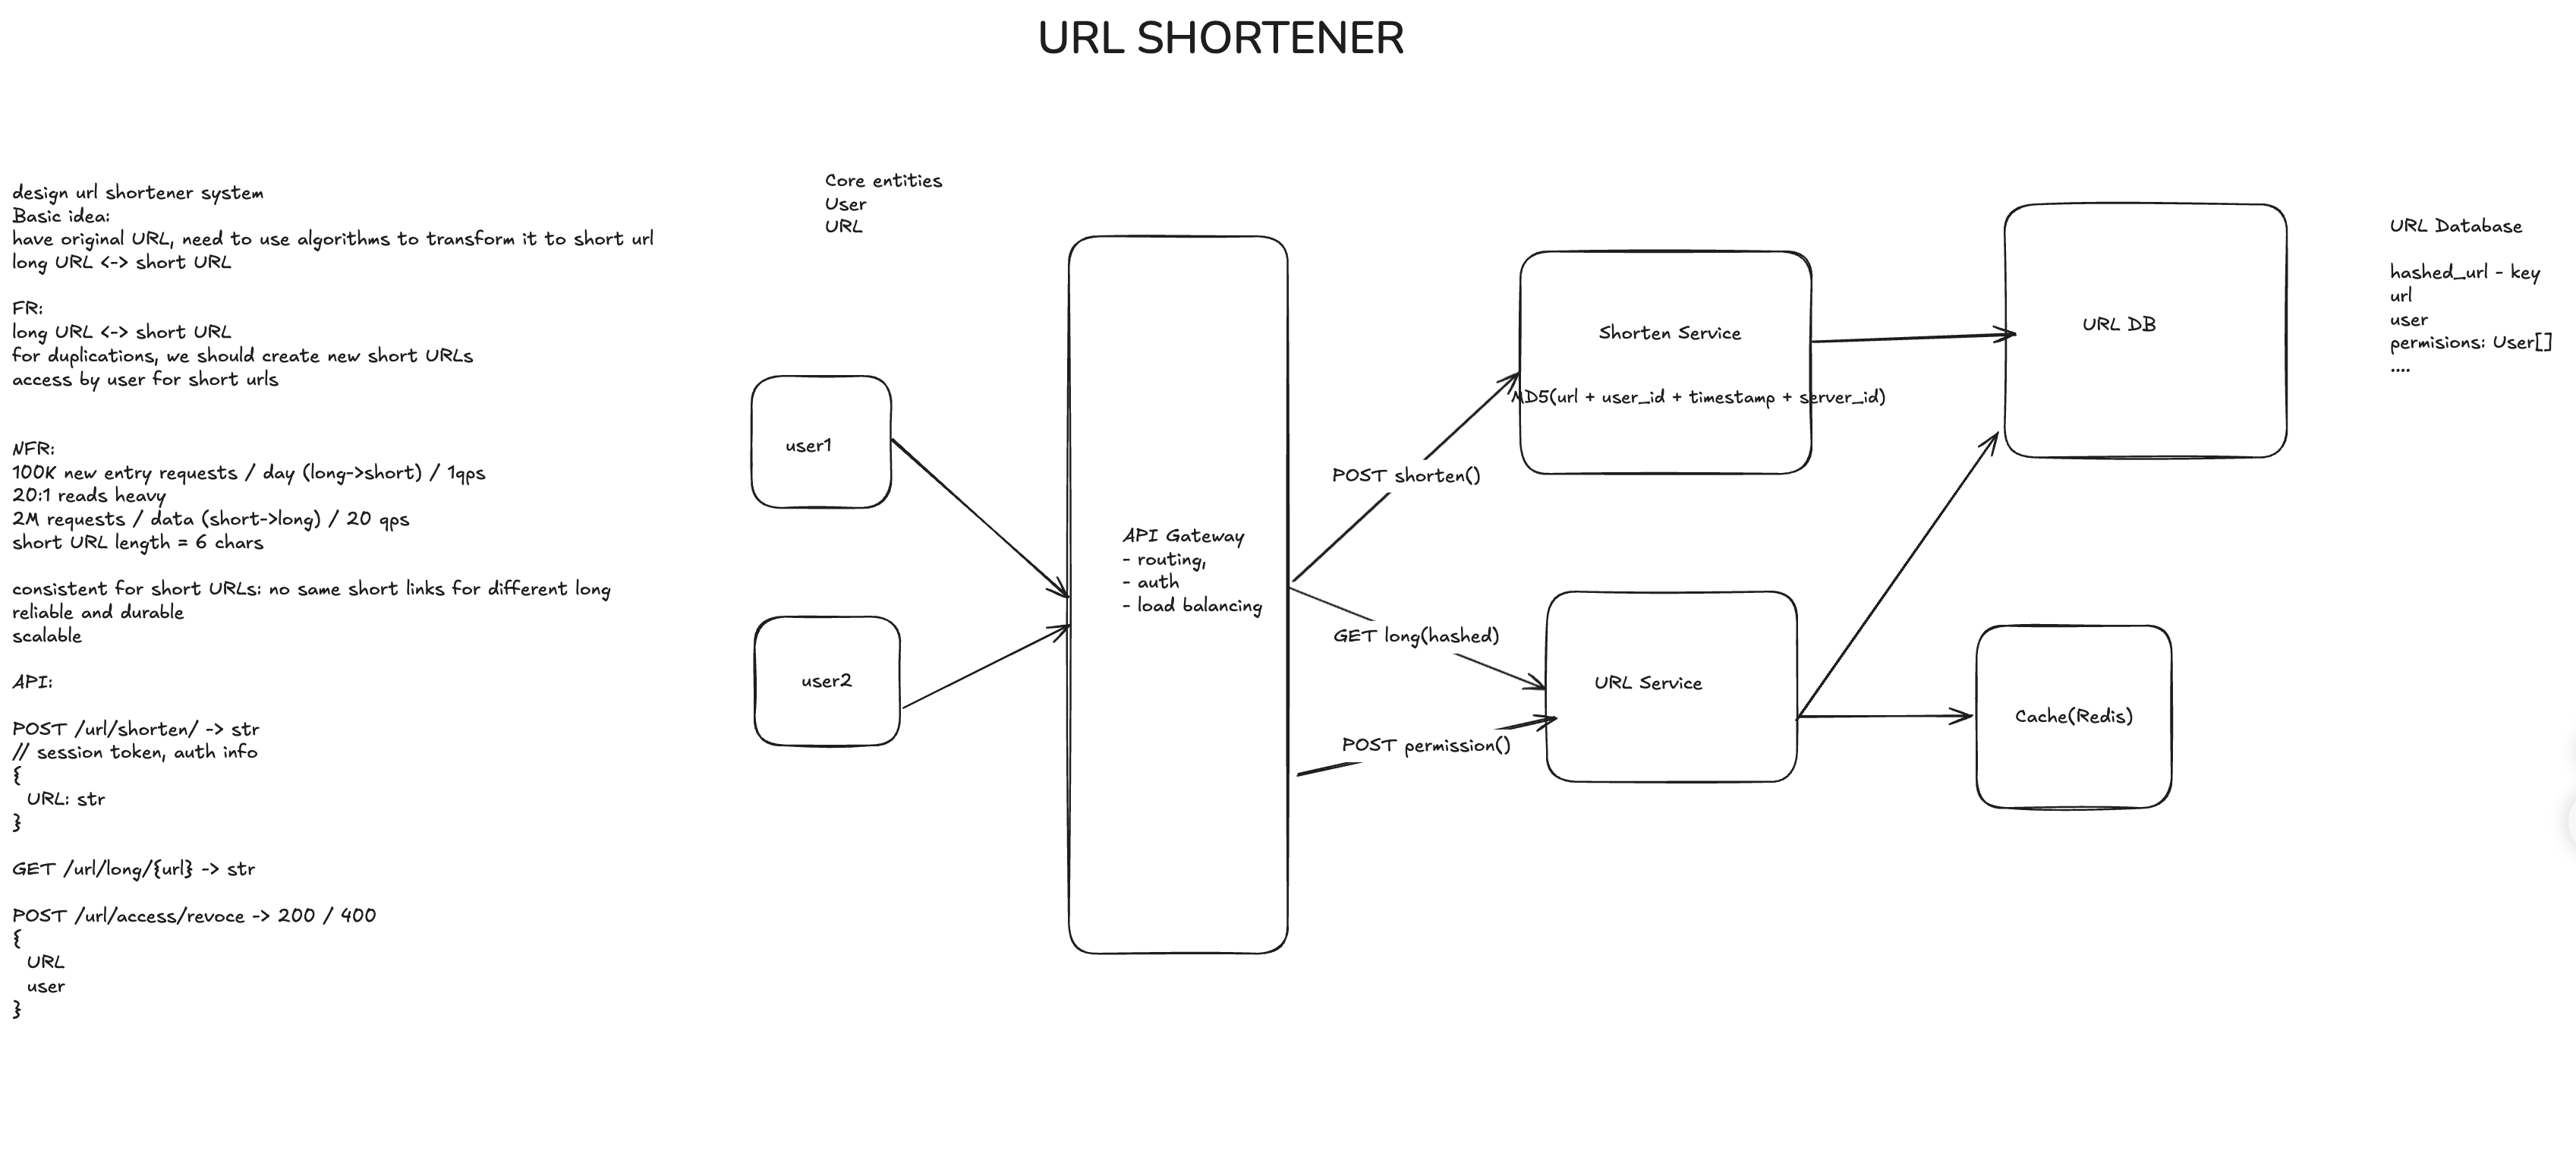 URL SHORTENER
design url shortener system
Basic idea:
have original URL, need to use algorithms to transform it to short url
long URL <-> short URL
FR:
long URL <-> short URL
for duplications, we should create new short URLs
access by user for short urls
NFR:
100K new entry requests / day (long->short) / 1qps
20:1 reads heavy
2M requests / data (short->long) / 20 qps
short URL length = 6 chars
consistent for short URLs: no same short links for different long
reliable and durable
scalable
API:
POST /url/shorten/ -> str
// session token, auth info
{
URL: str
}
GET /url/long/{url} -> str
POST /url/access/revoce -> 200 / 400
{
URL
user
}
Core entities
User
URL
user1
user2
API Gateway
- routing,
- auth
- load balancing
POST shorten()
GET long(hashed)
POST permission()
Shorten Service
MD5(url + user_id + timestamp + server_id)
URL Service
URL DB
Cache(Redis)
URL Database
hashed_url - key
url
user
permisions: User[]
....